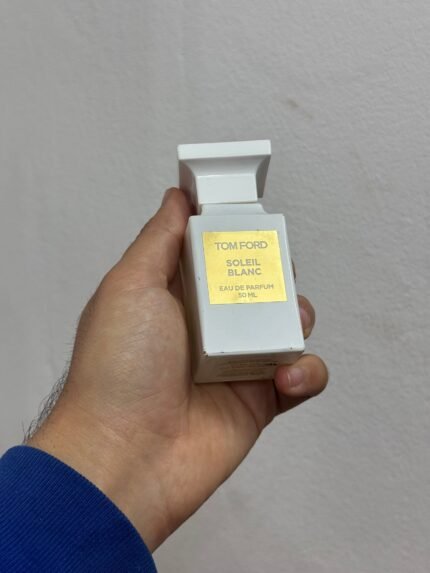 TOM FORD
SOLEIL
BLANC
EAU DE PARFUM
50 ML